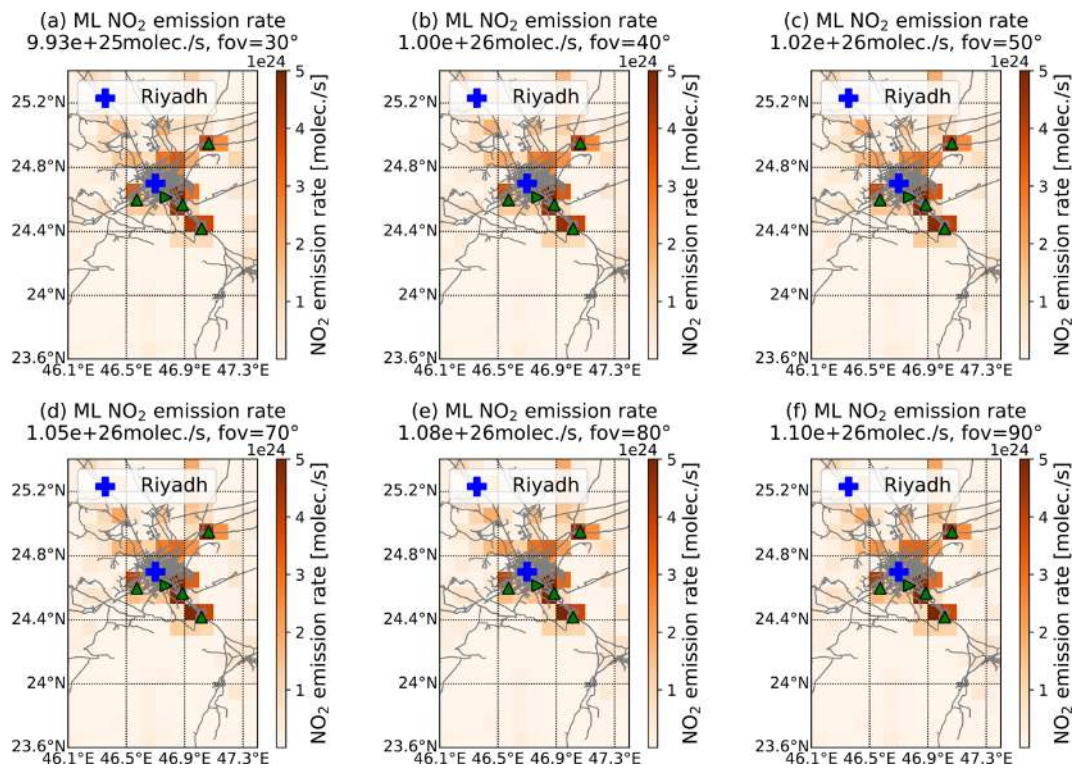 (a) ML NO₂ emission rate
9.93e+25molec./s, fov=30°
1e24
Riyadh
25.2°N
24.8°N
24.4°N
24°N
23.6°N
46.1°E 46.5°E 46.9°E 47.3°E
5
4
3
2
1
NO₂ emission rate [molec./s]
(b) ML NO₂ emission rate
1.00e+26molec./s, fov=40°
1e24
Riyadh
25.2°N
24.8°N
24.4°N
24°N
23.6°N
46.1°E 46.5°E 46.9°E 47.3°E
5
4
3
2
1
NO₂ emission rate [molec./s]
(c) ML NO₂ emission rate
1.02e+26molec./s, fov=50°
1e24
Riyadh
25.2°N
24.8°N
24.4°N
24°N
23.6°N
46.1°E 46.5°E 46.9°E 47.3°E
5
4
3
2
1
NO₂ emission rate [molec./s]
(d) ML NO₂ emission rate
1.05e+26molec./s, fov=70°
1e24
Riyadh
25.2°N
24.8°N
24.4°N
24°N
23.6°N
46.1°E 46.5°E 46.9°E 47.3°E
5
4
3
2
1
NO₂ emission rate [molec./s]
(e) ML NO₂ emission rate
1.08e+26molec./s, fov=80°
1e24
Riyadh
25.2°N
24.8°N
24.4°N
24°N
23.6°N
46.1°E 46.5°E 46.9°E 47.3°E
5
4
3
2
1
NO₂ emission rate [molec./s]
(f) ML NO₂ emission rate
1.10e+26molec./s, fov=90°
1e24
Riyadh
25.2°N
24.8°N
24.4°N
24°N
23.6°N
46.1°E 46.5°E 46.9°E 47.3°E
5
4
3
2
1
NO₂ emission rate [molec./s]